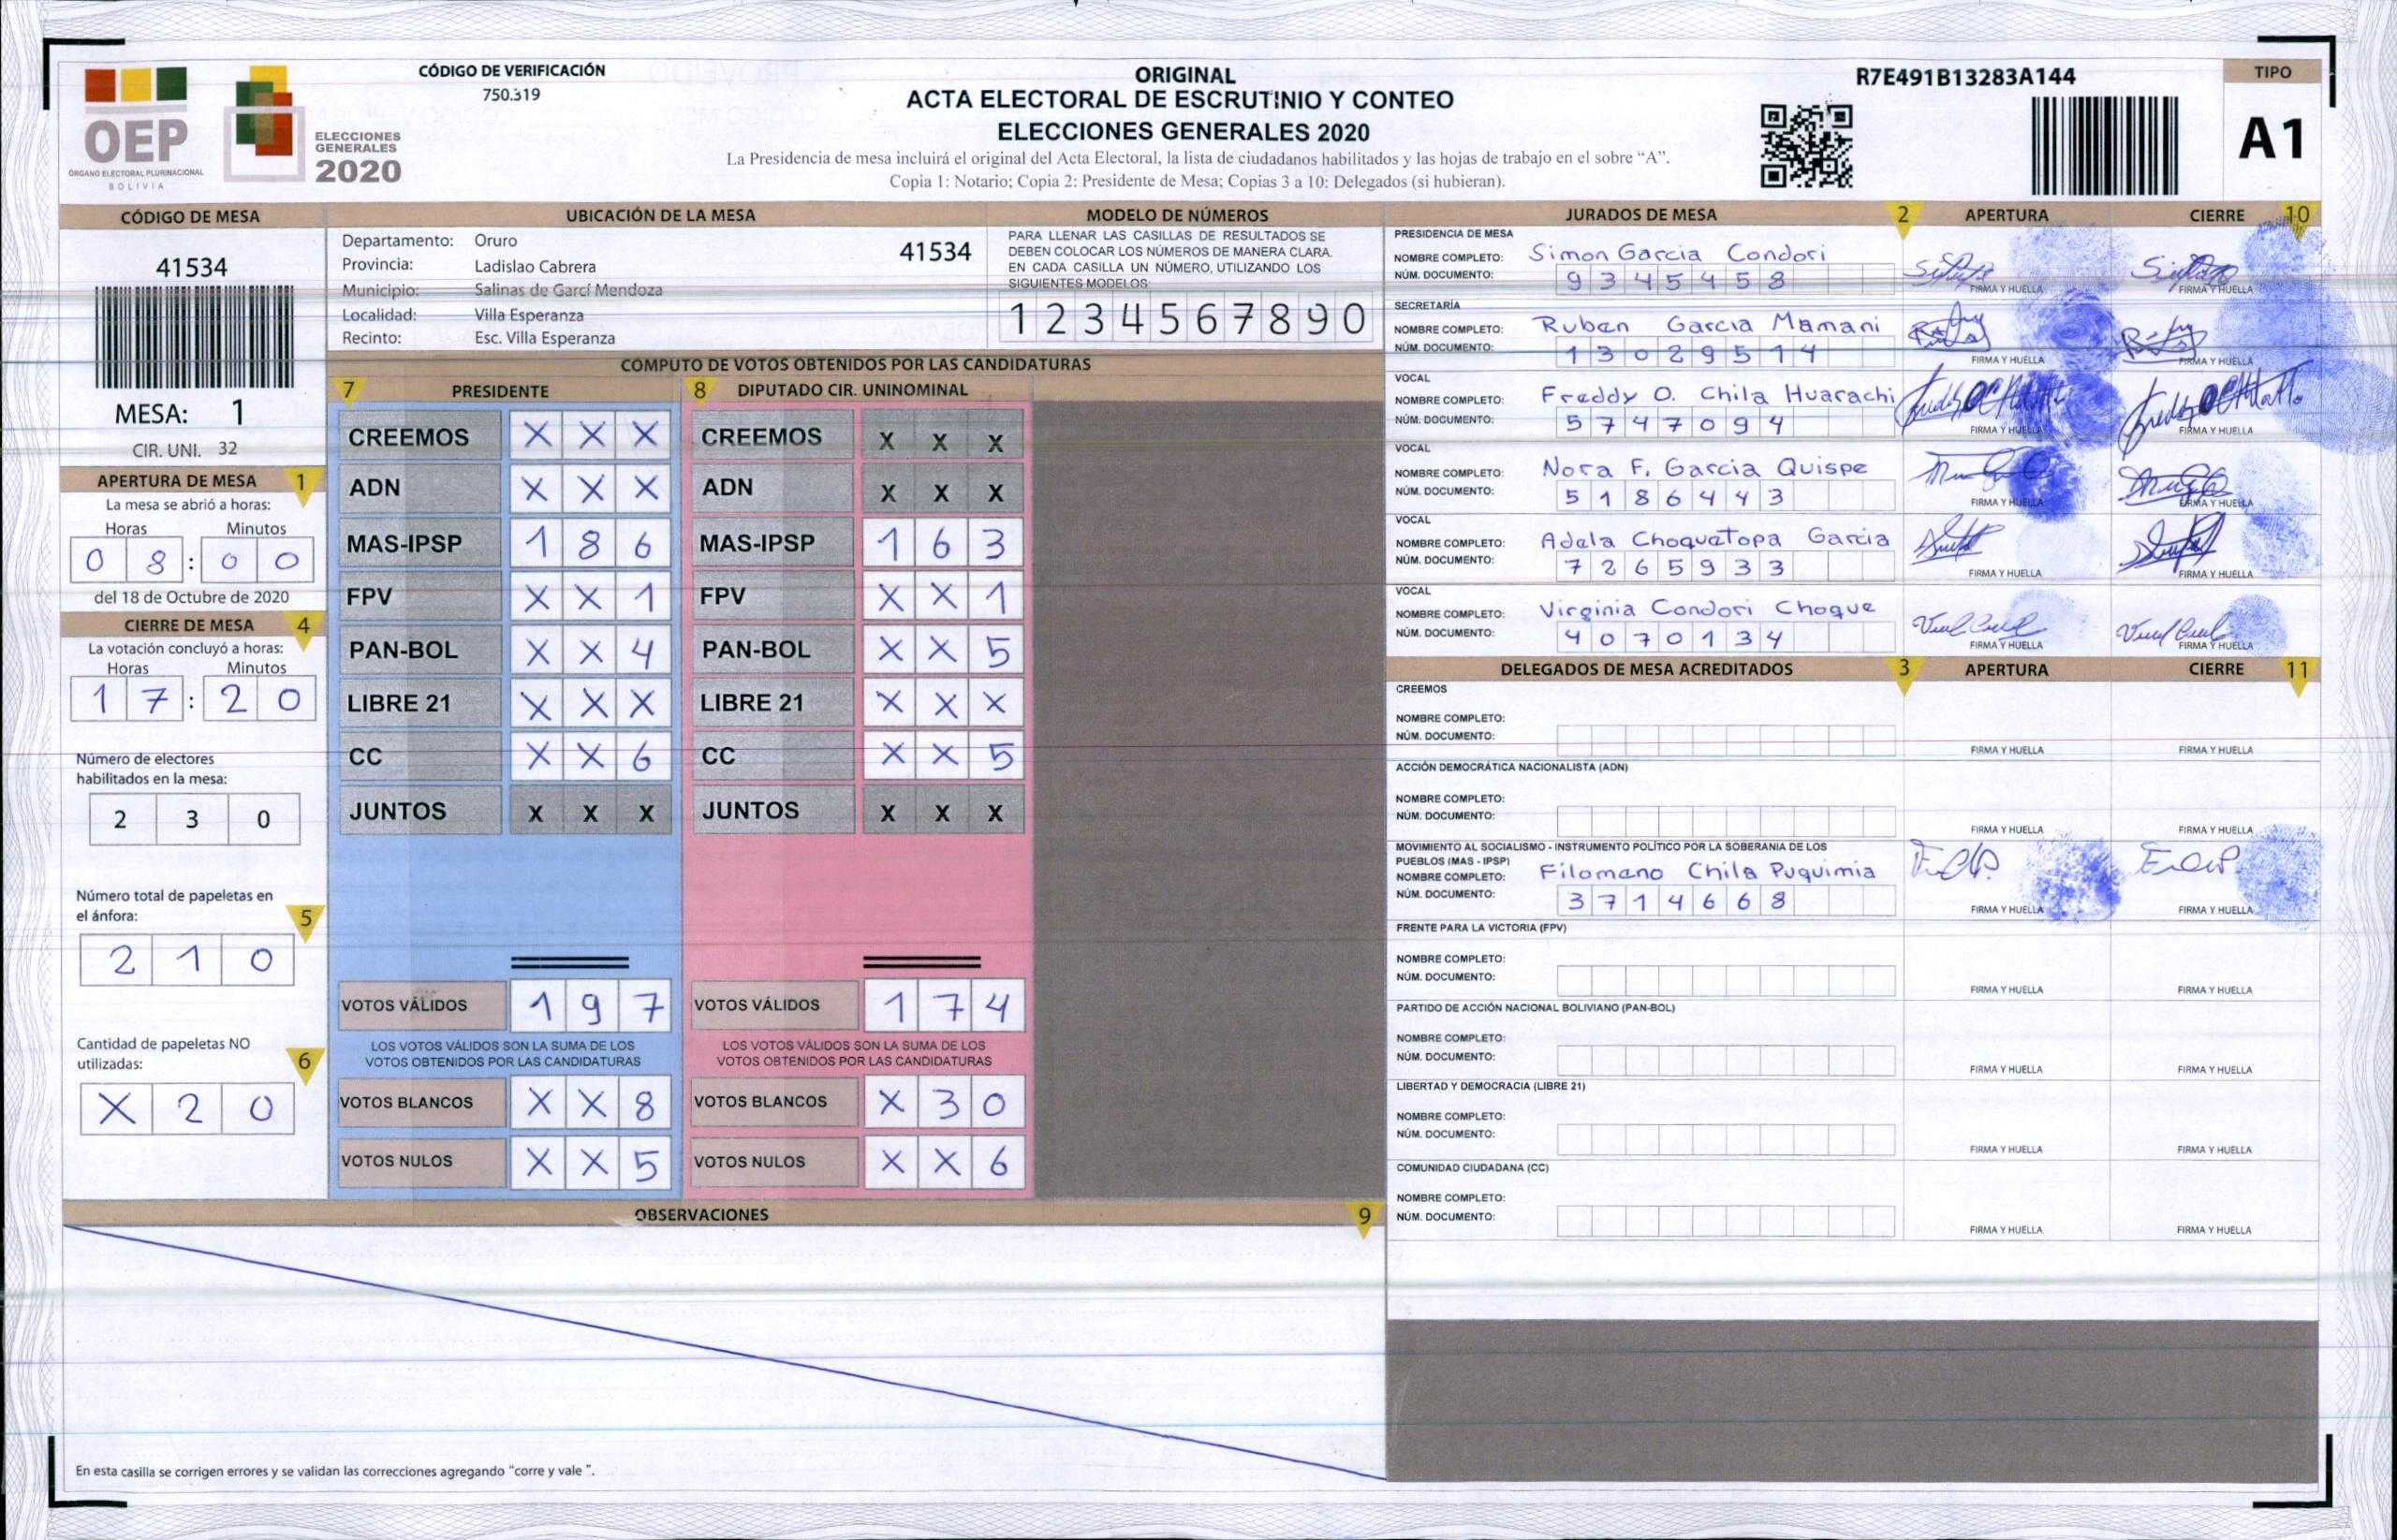 OEP
ÓRGANO ELECTORAL PLURINACIONAL
BOLIVIA
ELECCIONES
GENERALES
2020
CÓDIGO DE VERIFICACIÓN
750.319
ORIGINAL
ACTA ELECTORAL DE ESCRUTINIO Y CONTEO
ELECCIONES GENERALES 2020
La Presidencia de mesa incluirá el original del Acta Electoral, la lista de ciudadanos habilitados y las hojas de trabajo en el sobre “A”.
Copia 1: Notario; Copia 2: Presidente de Mesa; Copias 3 a 10: Delegados (si hubieran).
R7E491B13283A144
TIPO
A1
CÓDIGO DE MESA
41534
MESA: 1
CIR. UNI. 32
APERTURA DE MESA 1
La mesa se abrió a horas:
Horas Minutos
0 8 : 0 0
del 18 de Octubre de 2020
CIERRE DE MESA 4
La votación concluyó a horas:
Horas Minutos
1 7 : 2 0
Número de electores
habilitados en la mesa:
2 3 0
Número total de papeletas en
el ánfora: 5
2 1 0
Cantidad de papeletas NO
utilizadas: 6
X 2 0
UBICACIÓN DE LA MESA
Departamento: Oruro
41534
Provincia: Ladislao Cabrera
Municipio: Salinas de Garcí Mendoza
Localidad: Villa Esperanza
Recinto: Esc. Villa Esperanza
MODELO DE NÚMEROS
PARA LLENAR LAS CASILLAS DE RESULTADOS SE
DEBEN COLOCAR LOS NÚMEROS DE MANERA CLARA.
EN CADA CASILLA UN NÚMERO, UTILIZANDO LOS
SIGUIENTES MODELOS:
1 2 3 4 5 6 7 8 9 0
COMPUTO DE VOTOS OBTENIDOS POR LAS CANDIDATURAS
7 PRESIDENTE 8 DIPUTADO CIR. UNINOMINAL
CREEMOS X X X CREEMOS X X X
ADN X X X ADN X X X
MAS-IPSP 1 8 6 MAS-IPSP 1 6 3
FPV X X 1 FPV X X 1
PAN-BOL X X 4 PAN-BOL X X 5
LIBRE 21 X X X LIBRE 21 X X X
CC X X 6 CC X X 5
JUNTOS X X X JUNTOS X X X
VOTOS VÁLIDOS 1 9 7 VOTOS VÁLIDOS 1 7 4
LOS VOTOS VÁLIDOS SON LA SUMA DE LOS LOS VOTOS VÁLIDOS SON LA SUMA DE LOS
VOTOS OBTENIDOS POR LAS CANDIDATURAS VOTOS OBTENIDOS POR LAS CANDIDATURAS
VOTOS BLANCOS X X 8 VOTOS BLANCOS X 3 0
VOTOS NULOS X X 5 VOTOS NULOS X X 6
OBSERVACIONES 9
En esta casilla se corrigen errores y se validan las correcciones agregando “corre y vale ”.
JURADOS DE MESA 2 APERTURA CIERRE 10
PRESIDENCIA DE MESA
NOMBRE COMPLETO: Simon Garcia Condori
NÚM. DOCUMENTO: 9 3 4 5 4 5 8
FIRMA Y HUELLA FIRMA Y HUELLA
SECRETARÍA
NOMBRE COMPLETO: Ruben Garcia Mamani
NÚM. DOCUMENTO: 1 3 0 2 9 5 1 4
FIRMA Y HUELLA FIRMA Y HUELLA
VOCAL
NOMBRE COMPLETO: Freddy O. Chila Huarachi
NÚM. DOCUMENTO: 5 7 4 7 0 9 4
FIRMA Y HUELLA FIRMA Y HUELLA
VOCAL
NOMBRE COMPLETO: Nora F. Garcia Quispe
NÚM. DOCUMENTO: 5 1 8 6 4 4 3
FIRMA Y HUELLA FIRMA Y HUELLA
VOCAL
NOMBRE COMPLETO: Adela Choquetopa Garcia
NÚM. DOCUMENTO: 7 2 6 5 9 3 3
FIRMA Y HUELLA FIRMA Y HUELLA
VOCAL
NOMBRE COMPLETO: Virginia Condori Choque
NÚM. DOCUMENTO: 4 0 7 0 1 3 4
FIRMA Y HUELLA FIRMA Y HUELLA
DELEGADOS DE MESA ACREDITADOS 3 APERTURA CIERRE 11
CREEMOS
NOMBRE COMPLETO:
NÚM. DOCUMENTO:
FIRMA Y HUELLA FIRMA Y HUELLA
ACCIÓN DEMOCRÁTICA NACIONALISTA (ADN)
NOMBRE COMPLETO:
NÚM. DOCUMENTO:
FIRMA Y HUELLA FIRMA Y HUELLA
MOVIMIENTO AL SOCIALISMO - INSTRUMENTO POLÍTICO POR LA SOBERANIA DE LOS
PUEBLOS (MAS - IPSP)
NOMBRE COMPLETO: Filomeno Chila Puquimia
NÚM. DOCUMENTO: 3 7 1 4 6 6 8
FIRMA Y HUELLA FIRMA Y HUELLA
FRENTE PARA LA VICTORIA (FPV)
NOMBRE COMPLETO:
NÚM. DOCUMENTO:
FIRMA Y HUELLA FIRMA Y HUELLA
PARTIDO DE ACCIÓN NACIONAL BOLIVIANO (PAN-BOL)
NOMBRE COMPLETO:
NÚM. DOCUMENTO:
FIRMA Y HUELLA FIRMA Y HUELLA
LIBERTAD Y DEMOCRACIA (LIBRE 21)
NOMBRE COMPLETO:
NÚM. DOCUMENTO:
FIRMA Y HUELLA FIRMA Y HUELLA
COMUNIDAD CIUDADANA (CC)
NOMBRE COMPLETO:
NÚM. DOCUMENTO:
FIRMA Y HUELLA FIRMA Y HUELLA